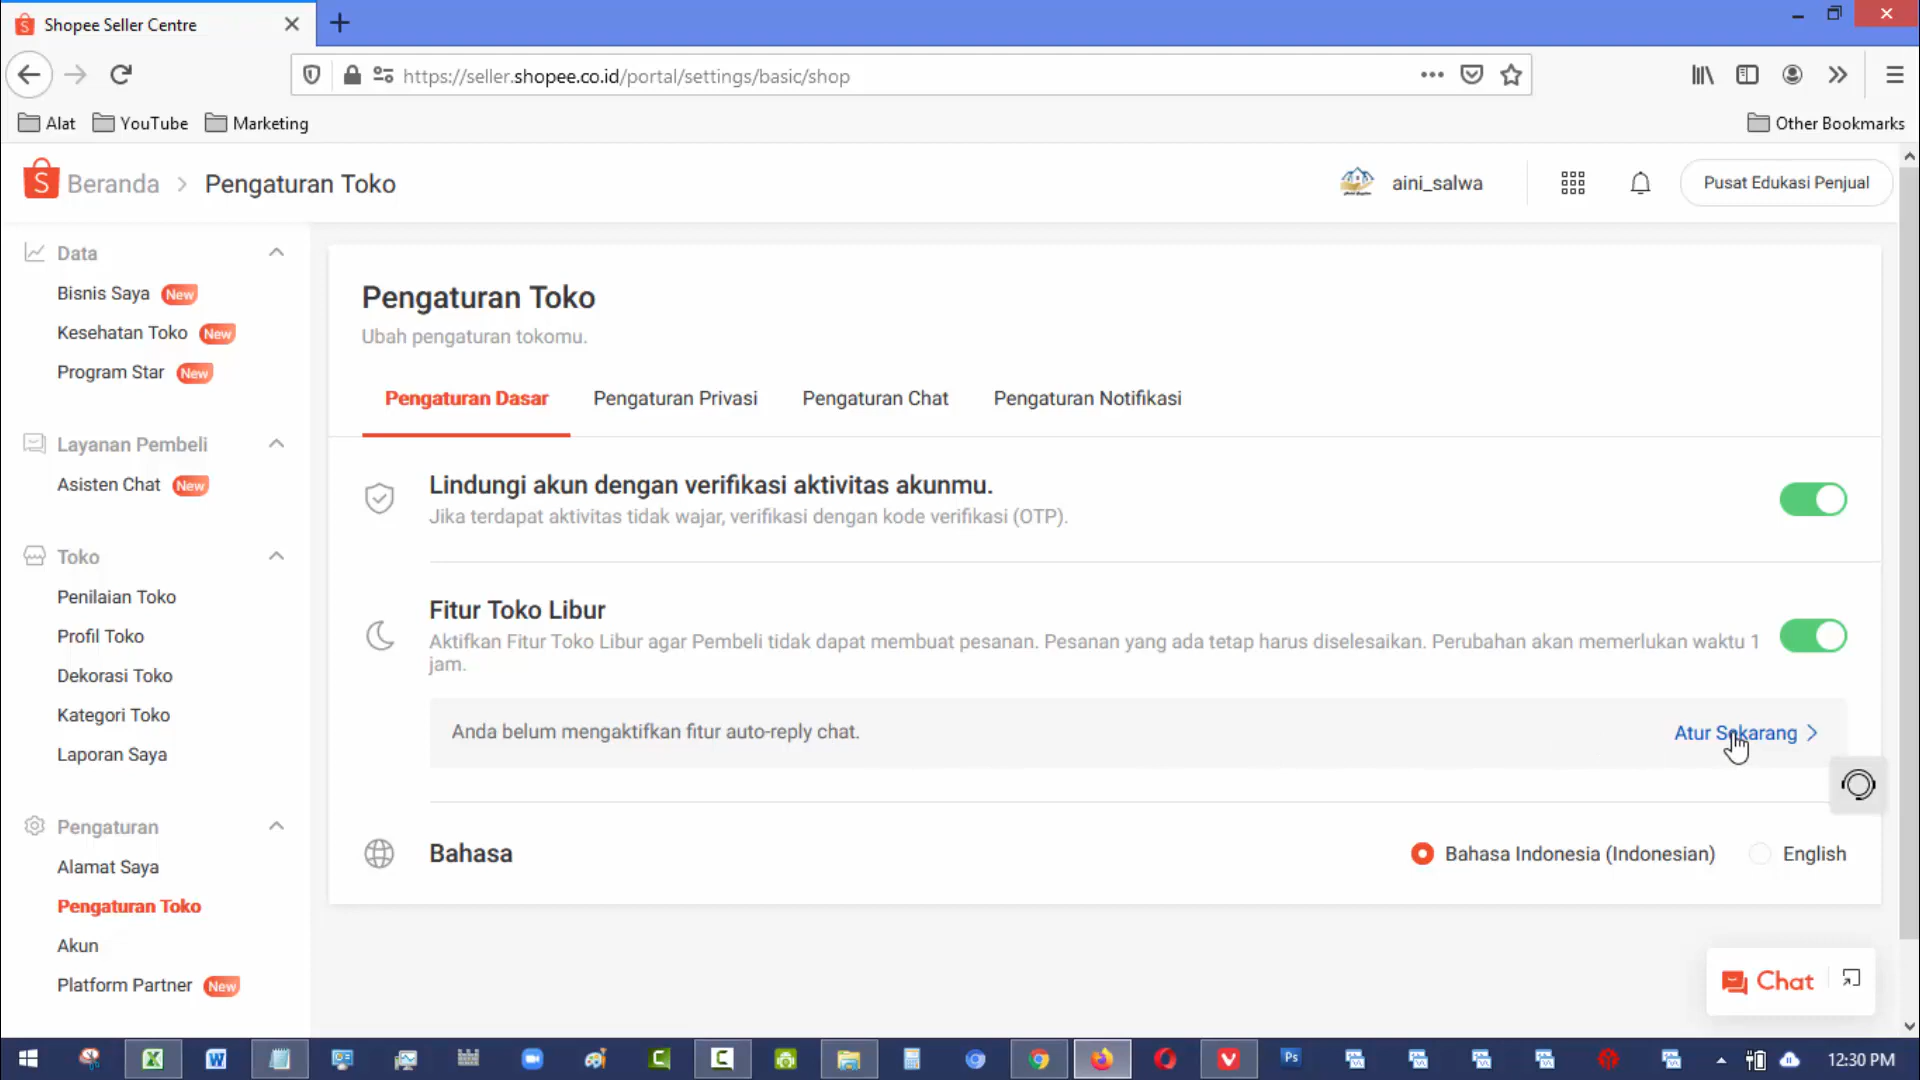 Shopee Seller Centre
https://seller.shopee.co.id/portal/settings/basic/shop
Alat
YouTube
Marketing
Other Bookmarks
Beranda > Pengaturan Toko
aini_salwa
Pusat Edukasi Penjual
Data
Bisnis Saya New
Kesehatan Toko New
Program Star New
Layanan Pembeli
Asisten Chat New
Toko
Penilaian Toko
Profil Toko
Dekorasi Toko
Kategori Toko
Laporan Saya
Pengaturan
Alamat Saya
Pengaturan Toko
Akun
Platform Partner New
Pengaturan Toko
Ubah pengaturan tokomu.
Pengaturan Dasar
Pengaturan Privasi
Pengaturan Chat
Pengaturan Notifikasi
Lindungi akun dengan verifikasi aktivitas akunmu.
Jika terdapat aktivitas tidak wajar, verifikasi dengan kode verifikasi (OTP).
Fitur Toko Libur
Aktifkan Fitur Toko Libur agar Pembeli tidak dapat membuat pesanan. Pesanan yang ada tetap harus diselesaikan. Perubahan akan memerlukan waktu 1
jam.
Anda belum mengaktifkan fitur auto-reply chat.
Atur Sekarang >
Bahasa
Bahasa Indonesia (Indonesian)
English
Chat
12:30 PM